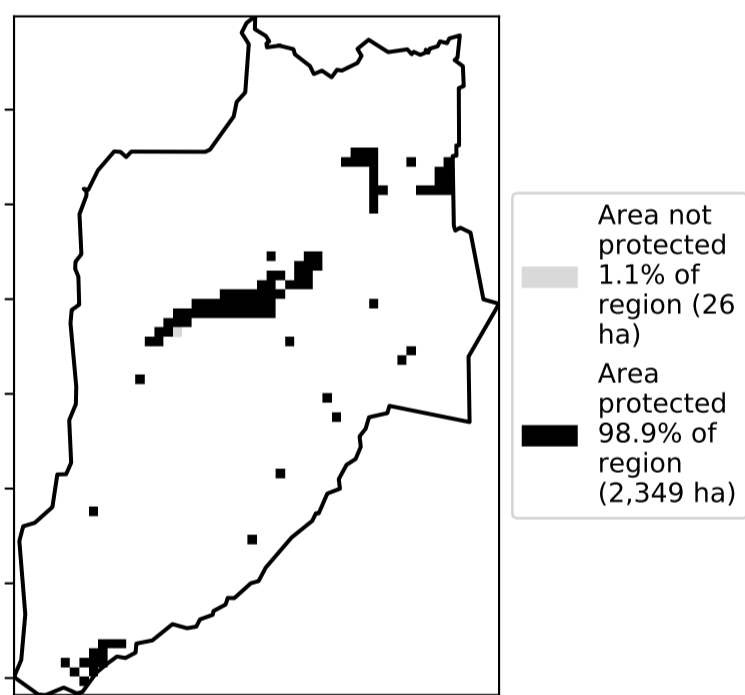 Area not
protected
1.1% of
region (26
ha)
Area
protected
98.9% of
region
(2,349 ha)